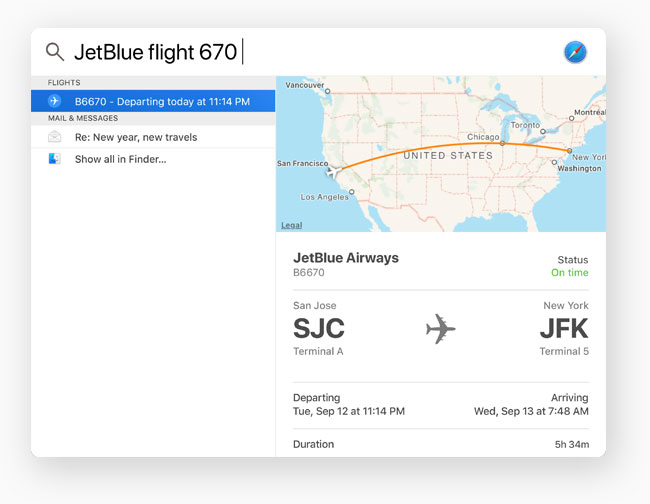 JetBlue flight 670
FLIGHTS
B6670 - Departing today at 11:14 PM
MAIL & MESSAGES
Re: New year, new travels
Show all in Finder...
Vancouver
Montréal
Toronto
Chicago
New York
UNITED STATES
Washington
San Francisco
Los Angeles
Legal
JetBlue Airways
Status
B6670
On time
San Jose
New York
SJC
JFK
Terminal A
Terminal 5
Departing
Arriving
Tue, Sep 12 at 11:14 PM
Wed, Sep 13 at 7:48 AM
Duration
5h 34m